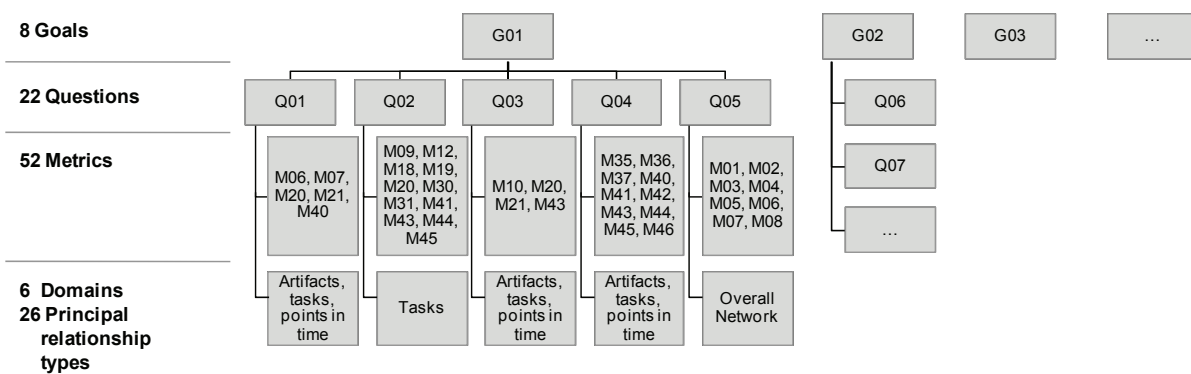 8 Goals
G01
G02
G03
...
22 Questions
Q01
Q02
Q03
Q04
Q05
Q06
Q07
...
52 Metrics
M06, M07,
M20, M21,
M40
M09, M12,
M18, M19,
M20, M30,
M31, M41,
M43, M44,
M45
M10, M20,
M21, M43
M35, M36,
M37, M40,
M41, M42,
M43, M44,
M45, M46
M01, M02,
M03, M04,
M05, M06,
M07, M08
6 Domains
26 Principal
relationship
types
Artifacts,
tasks,
points in
time
Tasks
Artifacts,
tasks,
points in
time
Artifacts,
tasks,
points in
time
Overall
Network